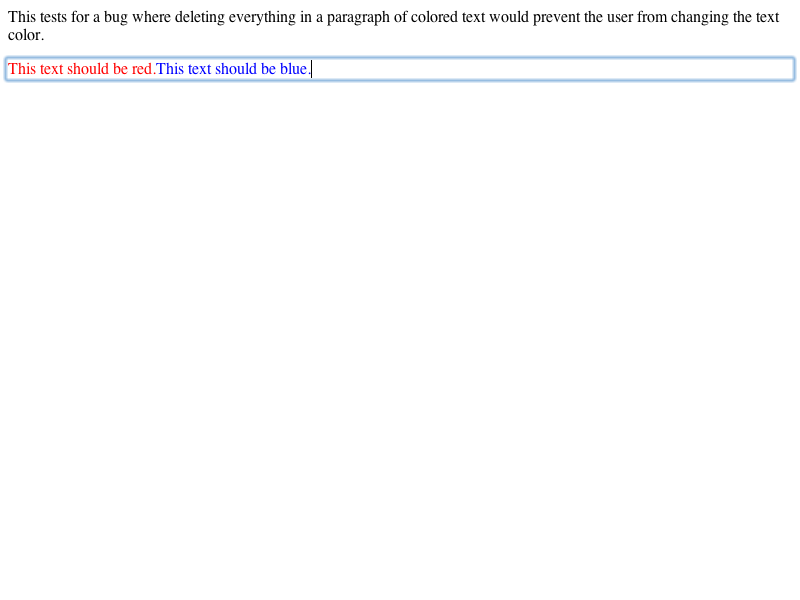 This tests for a bug where deleting everything in a paragraph of colored text would prevent the user from changing the text
color.
This text should be red.This text should be blue.